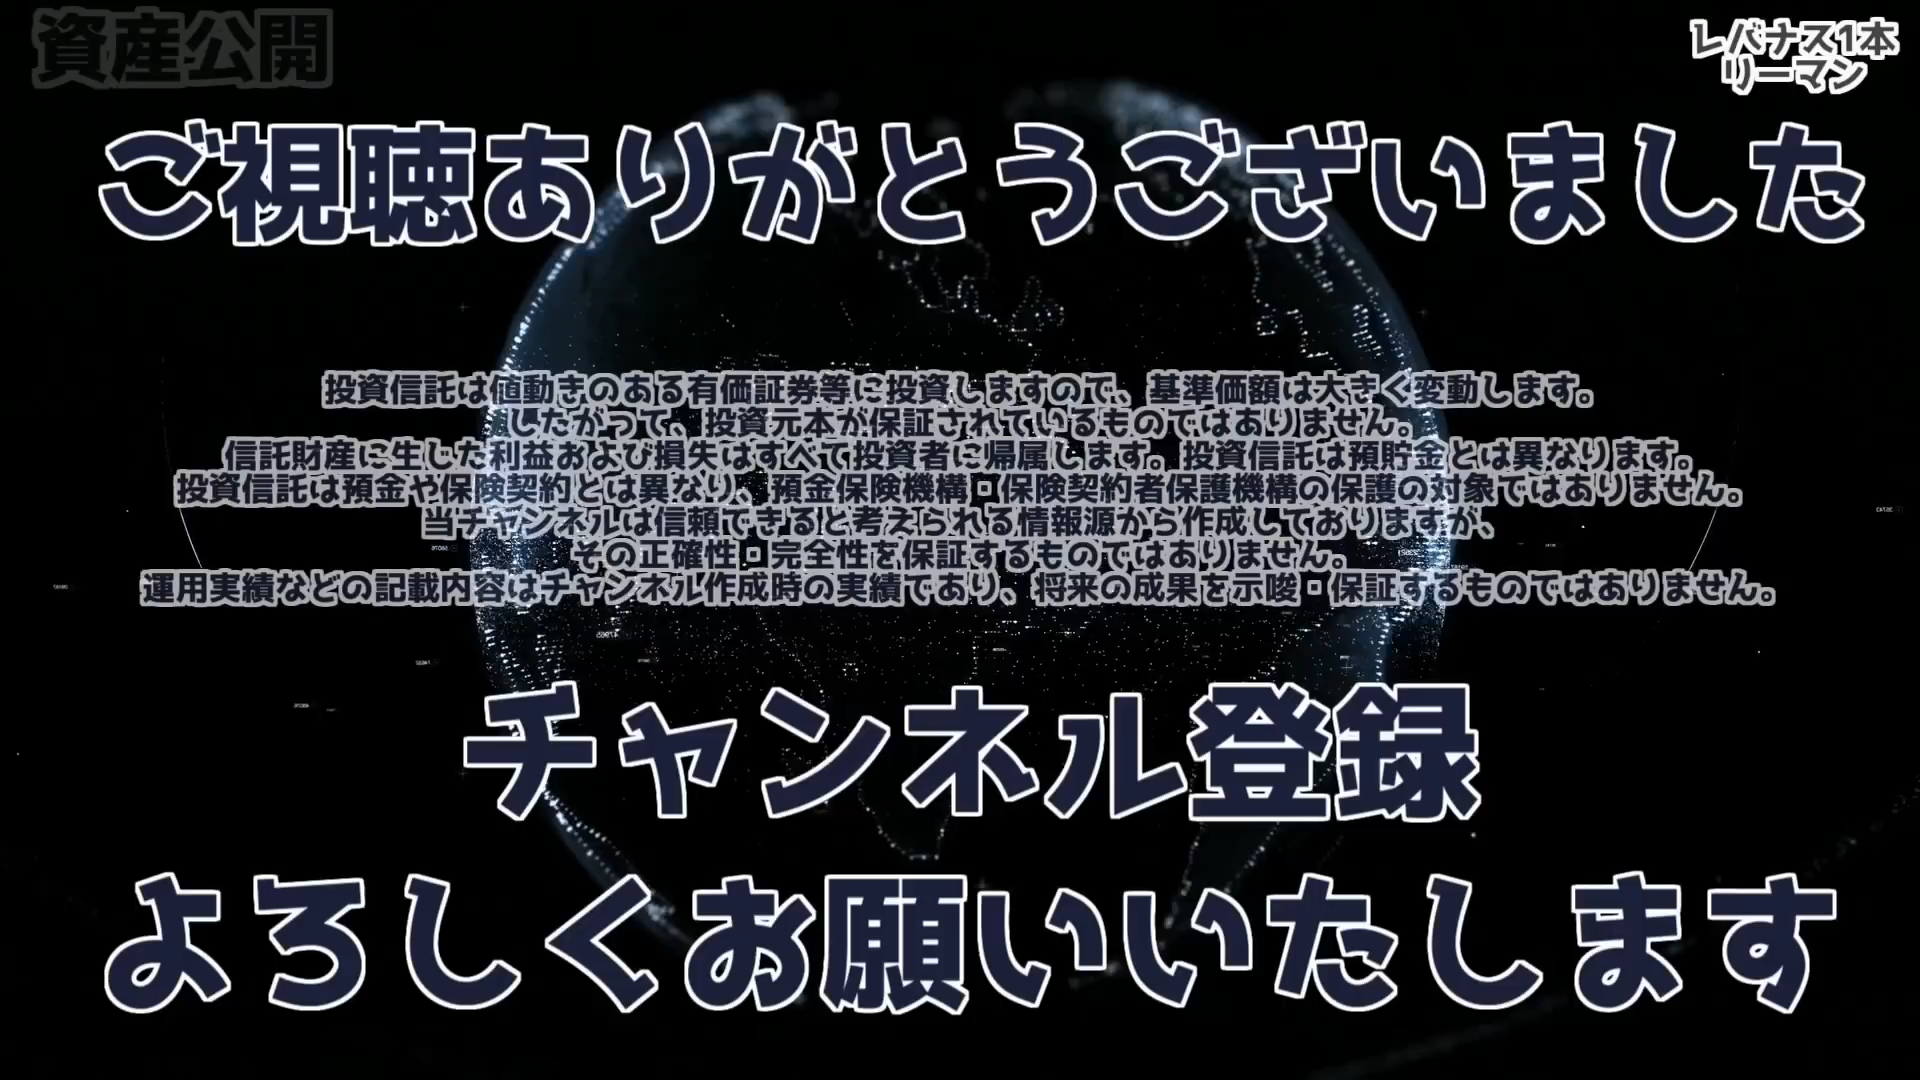 資産公開
レバナス1本
リーマン
ご視聴ありがとうございました
投資信託は値動きのある有価証券等に投資しますので、基準価額は大きく変動します。
したがって、投資元本が保証されているものではありません。
信託財産に生じた利益および損失はすべて投資者に帰属します。投資信託は預貯金とは異なります。
投資信託は預金や保険契約とは異なり、預金保険機構・保険契約者保護機構の保護の対象ではありません。
当チャンネルは信頼できると考えられる情報源から作成しておりますが、
その正確性・完全性を保証するものではありません。
運用実績などの記載内容はチャンネル作成時の実績であり、将来の成果を示唆・保証するものではありません。
チャンネル登録
よろしくお願いいたします